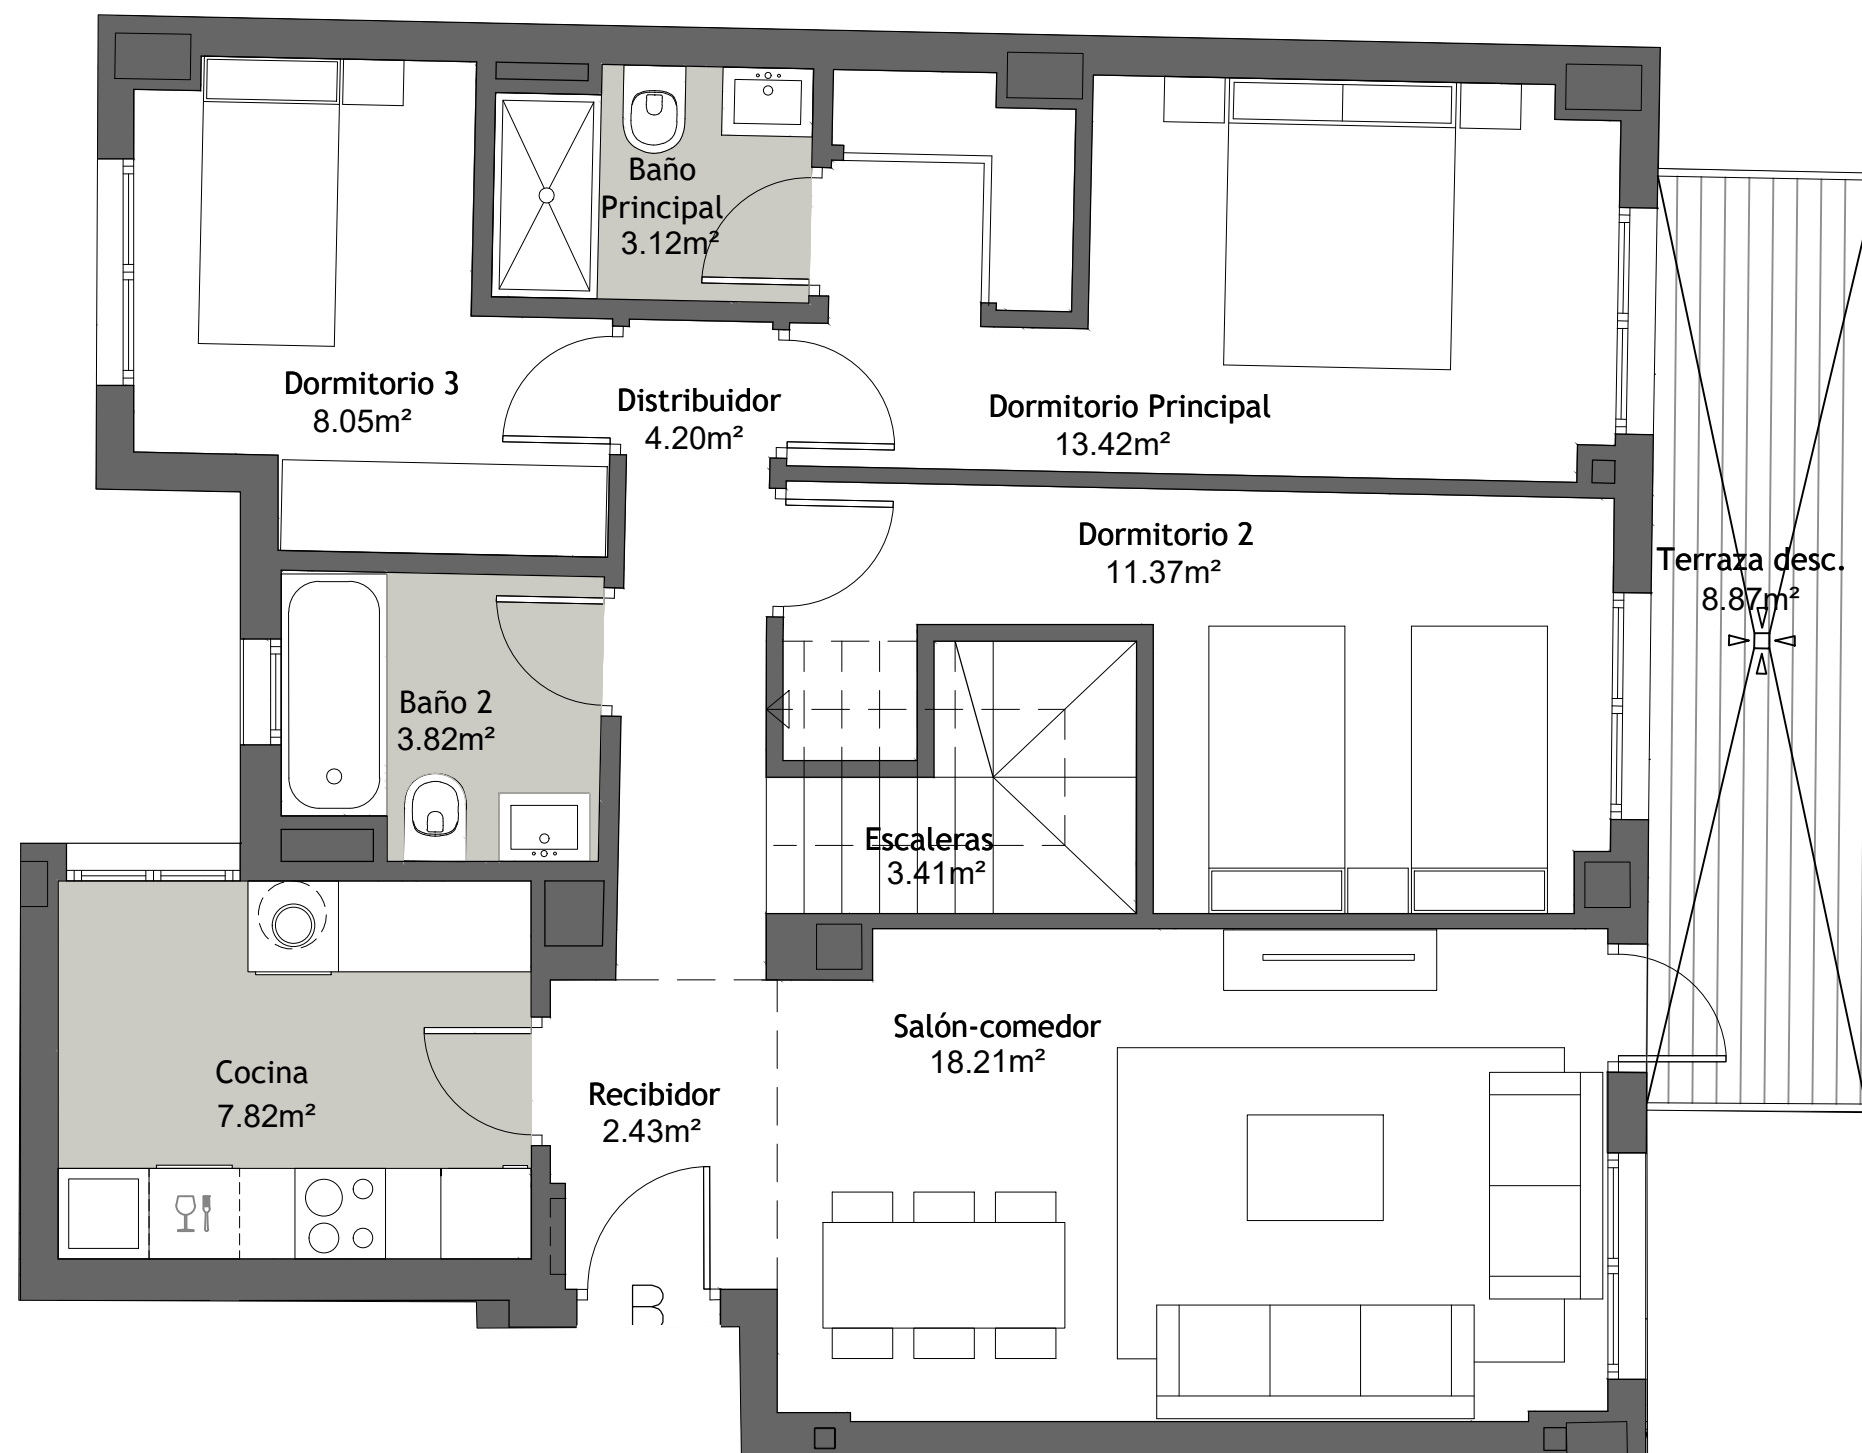 Baño
Principal
3.12m²
Dormitorio 3
8.05m²
Distribuidor
4.20m²
Dormitorio Principal
13.42m²
Dormitorio 2
11.37m²
Terraza desc.
8.87m²
Baño 2
3.82m²
Escaleras
3.41m²
Salón-comedor
18.21m²
Cocina
7.82m²
Recibidor
2.43m²
B